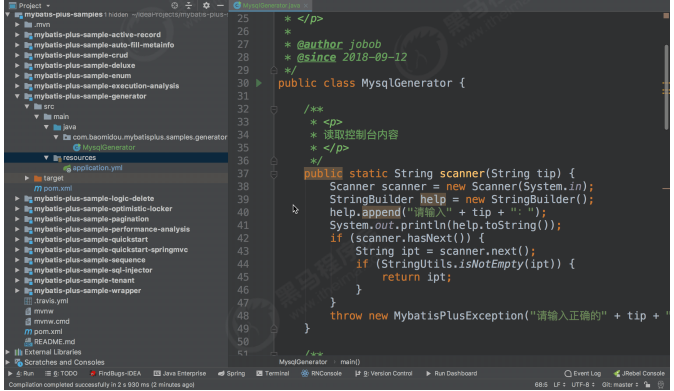 Project
MysqlGenerator.java
mybatis-plus-samples 1 hidden ~/IdeaProjects/mybatis-plus-s
.mvn
mybatis-plus-sample-active-record
mybatis-plus-sample-auto-fill-metainfo
mybatis-plus-sample-crud
mybatis-plus-sample-deluxe
mybatis-plus-sample-enum
mybatis-plus-sample-execution-analysis
mybatis-plus-sample-generator
src
main
java
com.baomidou.mybatisplus.samples.generator
MysqlGenerator
resources
application.yml
target
pom.xml
mybatis-plus-sample-logic-delete
mybatis-plus-sample-optimistic-locker
mybatis-plus-sample-pagination
mybatis-plus-sample-performance-analysis
mybatis-plus-sample-quickstart
mybatis-plus-sample-quickstart-springmvc
mybatis-plus-sample-sequence
mybatis-plus-sample-sql-injector
mybatis-plus-sample-tenant
mybatis-plus-sample-wrapper
.travis.yml
mvnw
mvnw.cmd
pom.xml
README.md
External Libraries
Scratches and Consoles
25 * </p>
26 *
27 * @author jobob
28 * @since 2018-09-12
29 */
30 public class MysqlGenerator {
31
32 /**
33 * <p>
34 * 读取控制台内容
35 * </p>
36 */
37 public static String scanner(String tip) {
38 Scanner scanner = new Scanner(System.in);
39 StringBuilder help = new StringBuilder();
40 help.append("请输入" + tip + "：");
41 System.out.println(help.toString());
42 if (scanner.hasNext()) {
43 String ipt = scanner.next();
44 if (StringUtils.isNotEmpty(ipt)) {
45 return ipt;
46 }
47 }
48 throw new MybatisPlusException("请输入正确的" + tip + "
49 }
50
51 /**
MysqlGenerator › main()
4: Run 6: TODO FindBugs-IDEA Java Enterprise Spring Terminal RNConsole 9: Version Control Run Dashboard Event Log JRebel Console
Compilation completed successfully in 2 s 930 ms (2 minutes ago) 68:5 LF UTF-8 Git: master